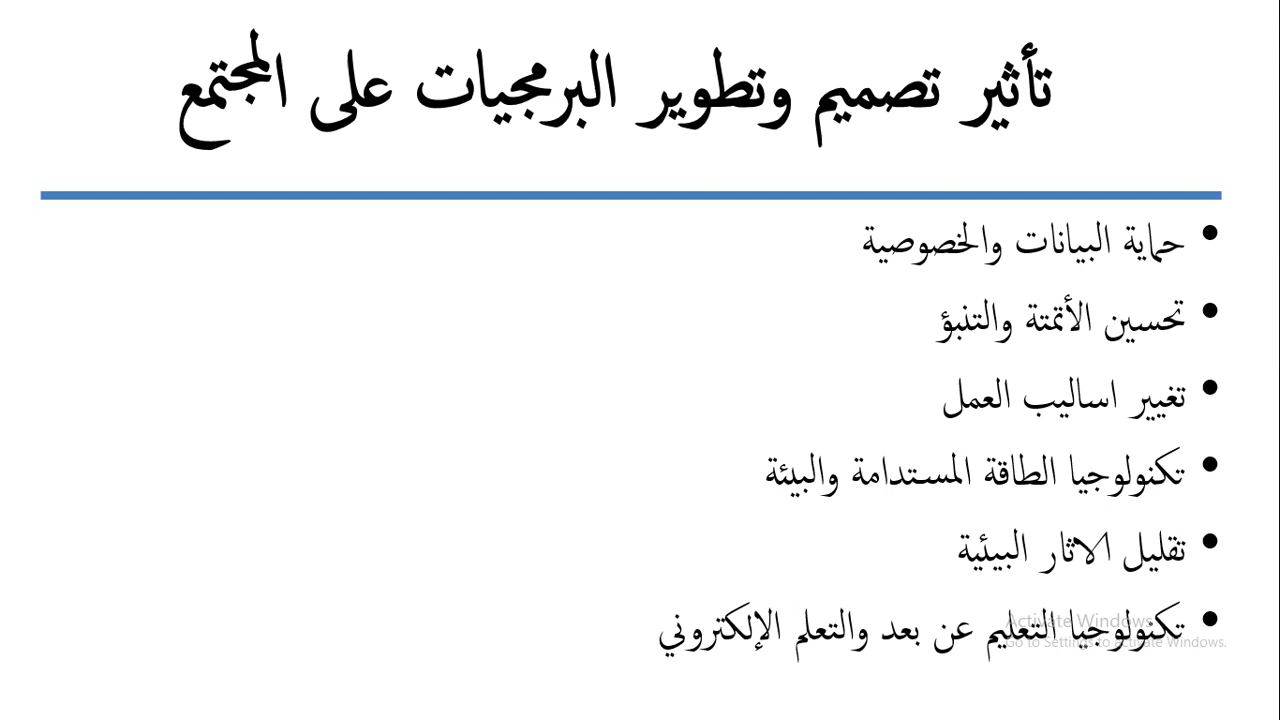 تأثير تصميم وتطوير البرمجيات على المجتمع
• حماية البيانات والخصوصية
• تحسين الأتمتة والتنبؤ
• تغيير اساليب العمل
• تكنولوجيا الطاقة المستدامة والبيئة
• تقليل الاثار البيئية
• تكنولوجيا التعليم عن بعد والتعلم الإلكتروني
Activate Windows
Go to Settings to activate Windows.